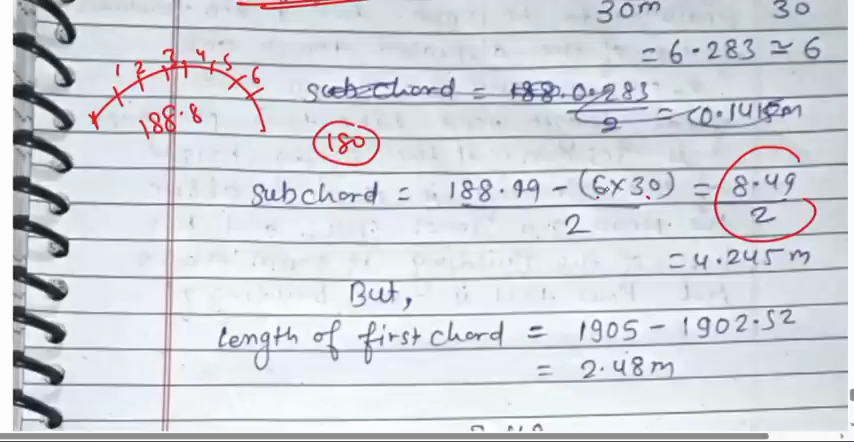 30m 30
= 6.283 ≃ 6
1 2 3 4 5 6
188.8
subchord = 188.0.283 / 2 = 0.1415m
180
subchord = 188.49 - (6×30) / 2 = 8.49 / 2
= 4.245m
But,
length of first chord = 1905 - 1902.52
= 2.48m